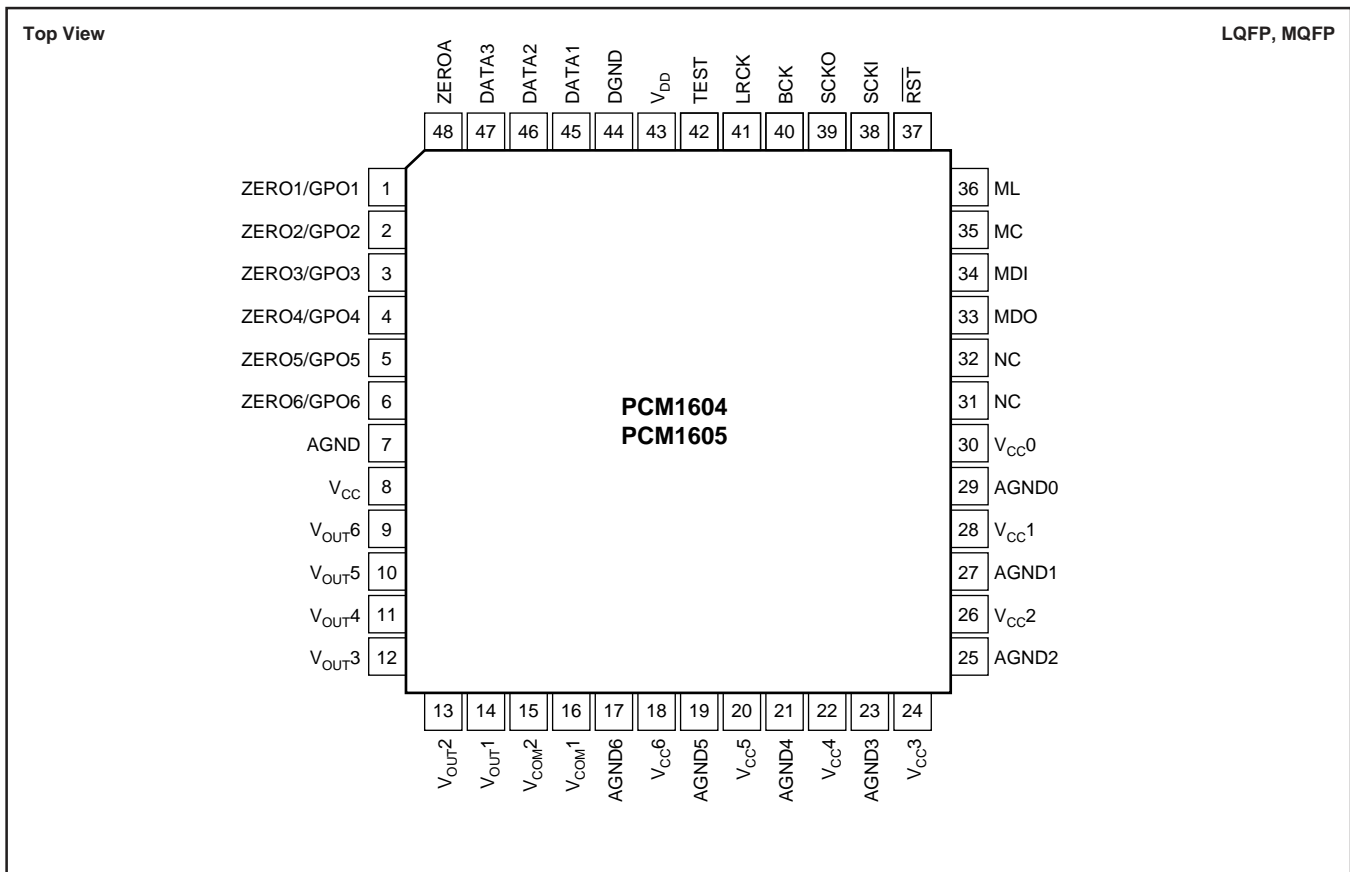 Top View
LQFP, MQFP
ZEROA
DATA3
DATA2
DATA1
DGND
VDD
TEST
LRCK
BCK
SCKO
SCKI
RST
48 47 46 45 44 43 42 41 40 39 38 37
ZERO1/GPO1 1
ZERO2/GPO2 2
ZERO3/GPO3 3
ZERO4/GPO4 4
ZERO5/GPO5 5
ZERO6/GPO6 6
AGND 7
VCC 8
VOUT6 9
VOUT5 10
VOUT4 11
VOUT3 12
PCM1604
PCM1605
36 ML
35 MC
34 MDI
33 MDO
32 NC
31 NC
30 VCC0
29 AGND0
28 VCC1
27 AGND1
26 VCC2
25 AGND2
13 14 15 16 17 18 19 20 21 22 23 24
VOUT2
VOUT1
VCOM2
VCOM1
AGND6
VCC6
AGND5
VCC5
AGND4
VCC4
AGND3
VCC3